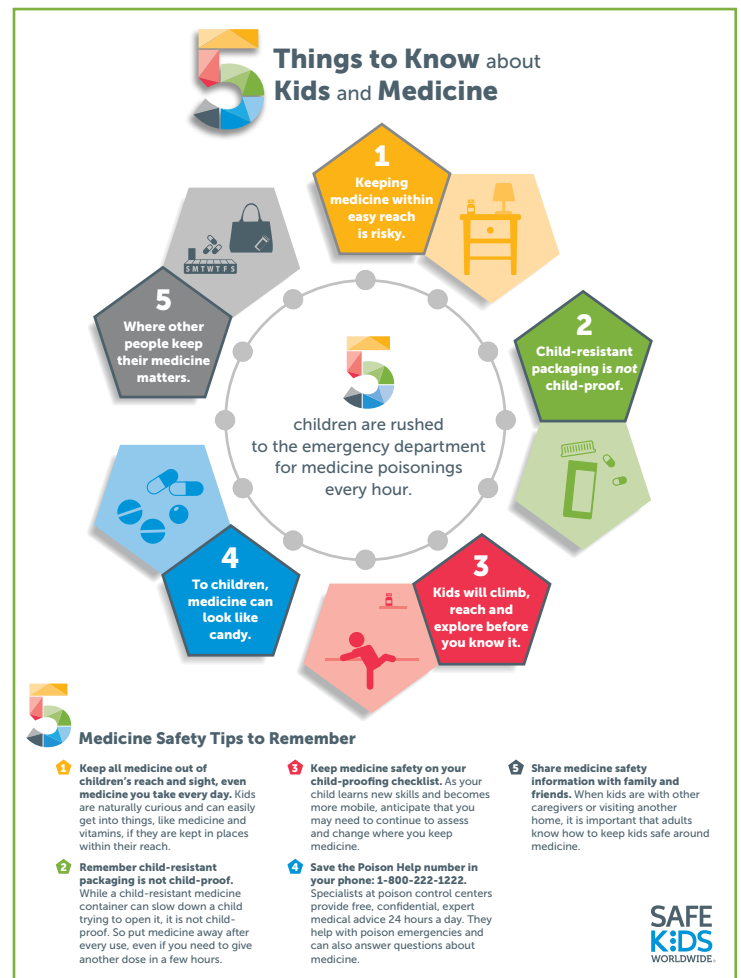 5 Things to Know about
Kids and Medicine
1
Keeping
medicine within
easy reach
is risky.
2
Child-resistant
packaging is not
child-proof.
3
Kids will climb,
reach and
explore before
you know it.
4
To children,
medicine can
look like
candy.
5
Where other
people keep
their medicine
matters.
S M T W T F S
5
children are rushed
to the emergency department
for medicine poisonings
every hour.
5 Medicine Safety Tips to Remember
1 Keep all medicine out of
children's reach and sight, even
medicine you take every day. Kids
are naturally curious and can easily
get into things, like medicine and
vitamins, if they are kept in places
within their reach.
2 Remember child-resistant
packaging is not child-proof.
While a child-resistant medicine
container can slow down a child
trying to open it, it is not child-
proof. So put medicine away after
every use, even if you need to give
another dose in a few hours.
3 Keep medicine safety on your
child-proofing checklist. As your
child learns new skills and becomes
more mobile, anticipate that you
may need to continue to assess
and change where you keep
medicine.
4 Save the Poison Help number in
your phone: 1-800-222-1222.
Specialists at poison control centers
provide free, confidential, expert
medical advice 24 hours a day. They
help with poison emergencies and
can also answer questions about
medicine.
5 Share medicine safety
information with family and
friends. When kids are with other
caregivers or visiting another
home, it is important that adults
know how to keep kids safe around
medicine.
SAFE
KIDS
WORLDWIDE